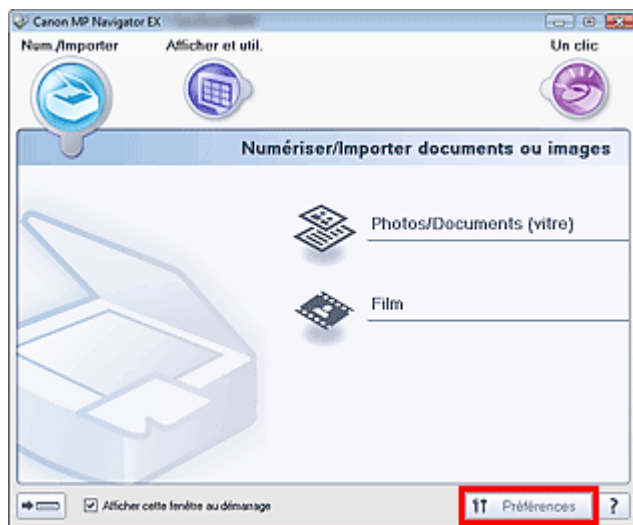 Canon MP Navigator EX
Num./Importer
Afficher et util.
Un clic
Numériser/Importer documents ou images
Photos/Documents (vitre)
Film
Afficher cette fenêtre au démarrage
Préférences
?